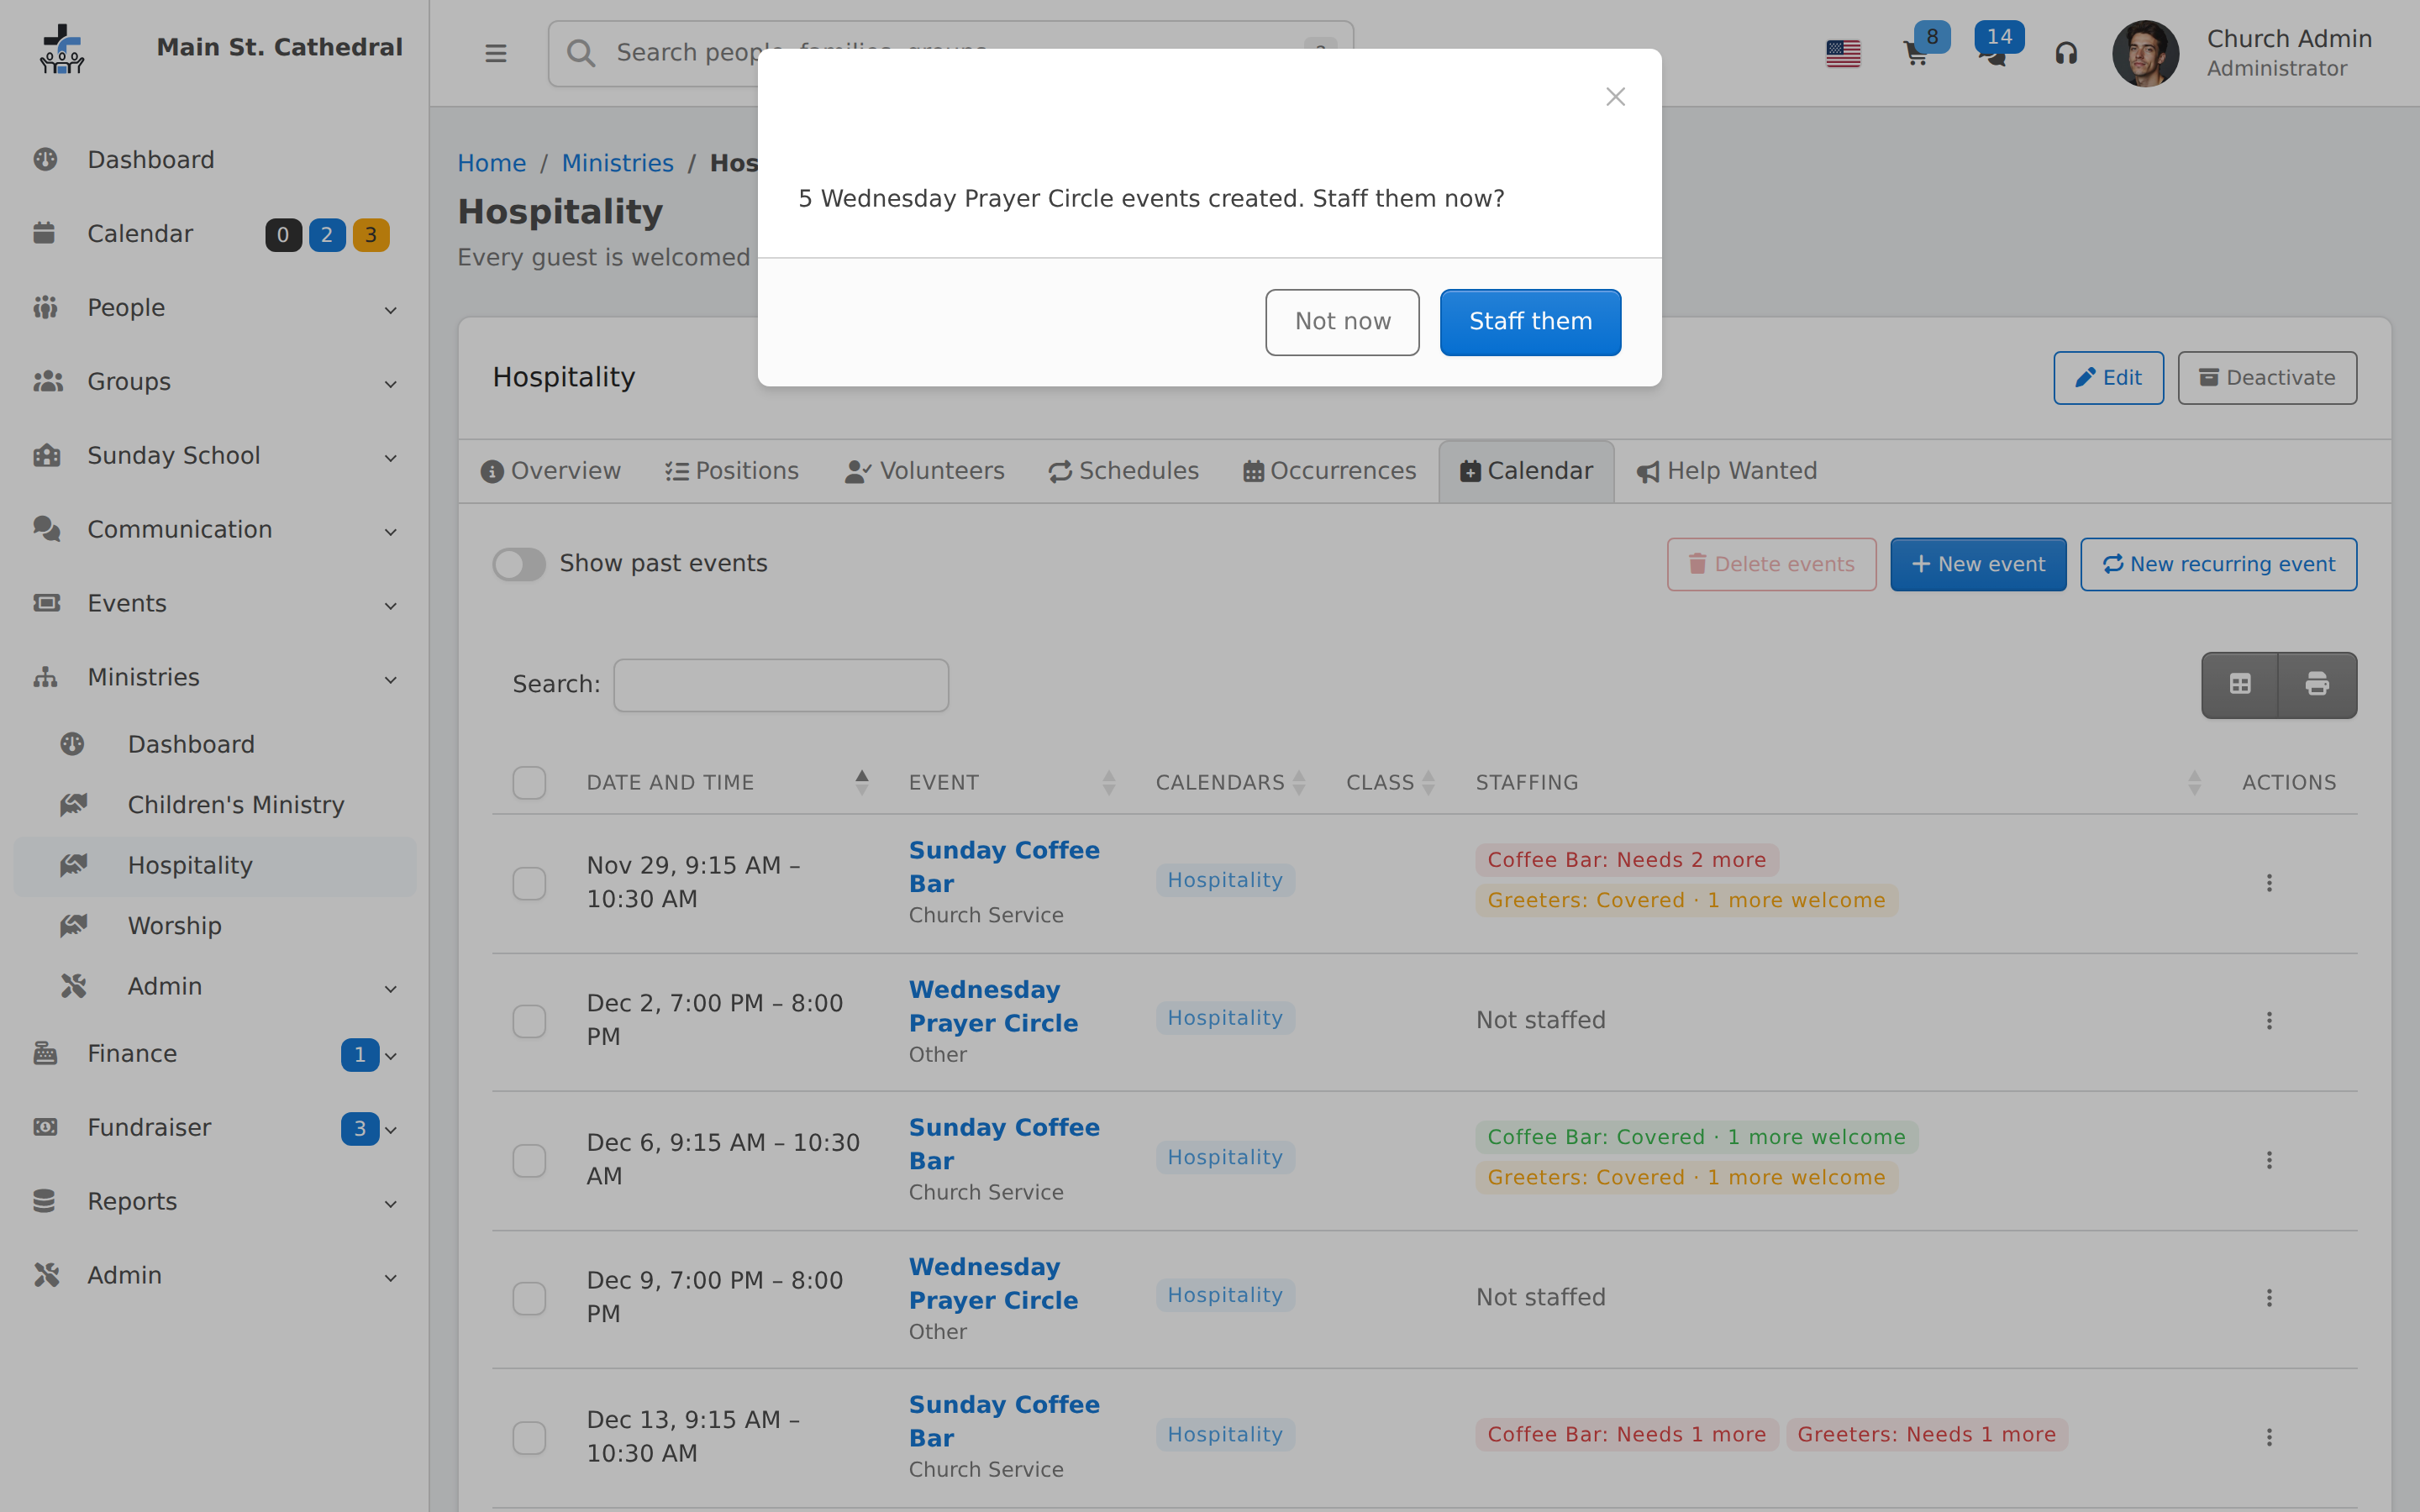 Main St. Cathedral
8
14
Church Admin
Administrator
5 Wednesday Prayer Circle events created. Staff them now?
Not now
Staff them
Dashboard
Calendar 0 2 3
People
Groups
Sunday School
Communication
Events
Ministries
Dashboard
Children's Ministry
Hospitality
Worship
Admin
Finance 1
Fundraiser 3
Reports
Admin
Home / Ministries /
Hospitality
Every guest is welcomed
Hospitality
Edit
Deactivate
Overview
Positions
Volunteers
Schedules
Occurrences
Calendar
Help Wanted
Show past events
Delete events
New event
New recurring event
Search:
DATE AND TIME
EVENT
CALENDARS
CLASS
STAFFING
ACTIONS
Nov 29, 9:15 AM –
10:30 AM
Sunday Coffee
Bar
Church Service
Hospitality
Coffee Bar: Needs 2 more
Greeters: Covered · 1 more welcome
Dec 2, 7:00 PM – 8:00
PM
Wednesday
Prayer Circle
Other
Hospitality
Not staffed
Dec 6, 9:15 AM – 10:30
AM
Sunday Coffee
Bar
Church Service
Hospitality
Coffee Bar: Covered · 1 more welcome
Greeters: Covered · 1 more welcome
Dec 9, 7:00 PM – 8:00
PM
Wednesday
Prayer Circle
Other
Hospitality
Not staffed
Dec 13, 9:15 AM –
10:30 AM
Sunday Coffee
Bar
Church Service
Hospitality
Coffee Bar: Needs 1 more
Greeters: Needs 1 more